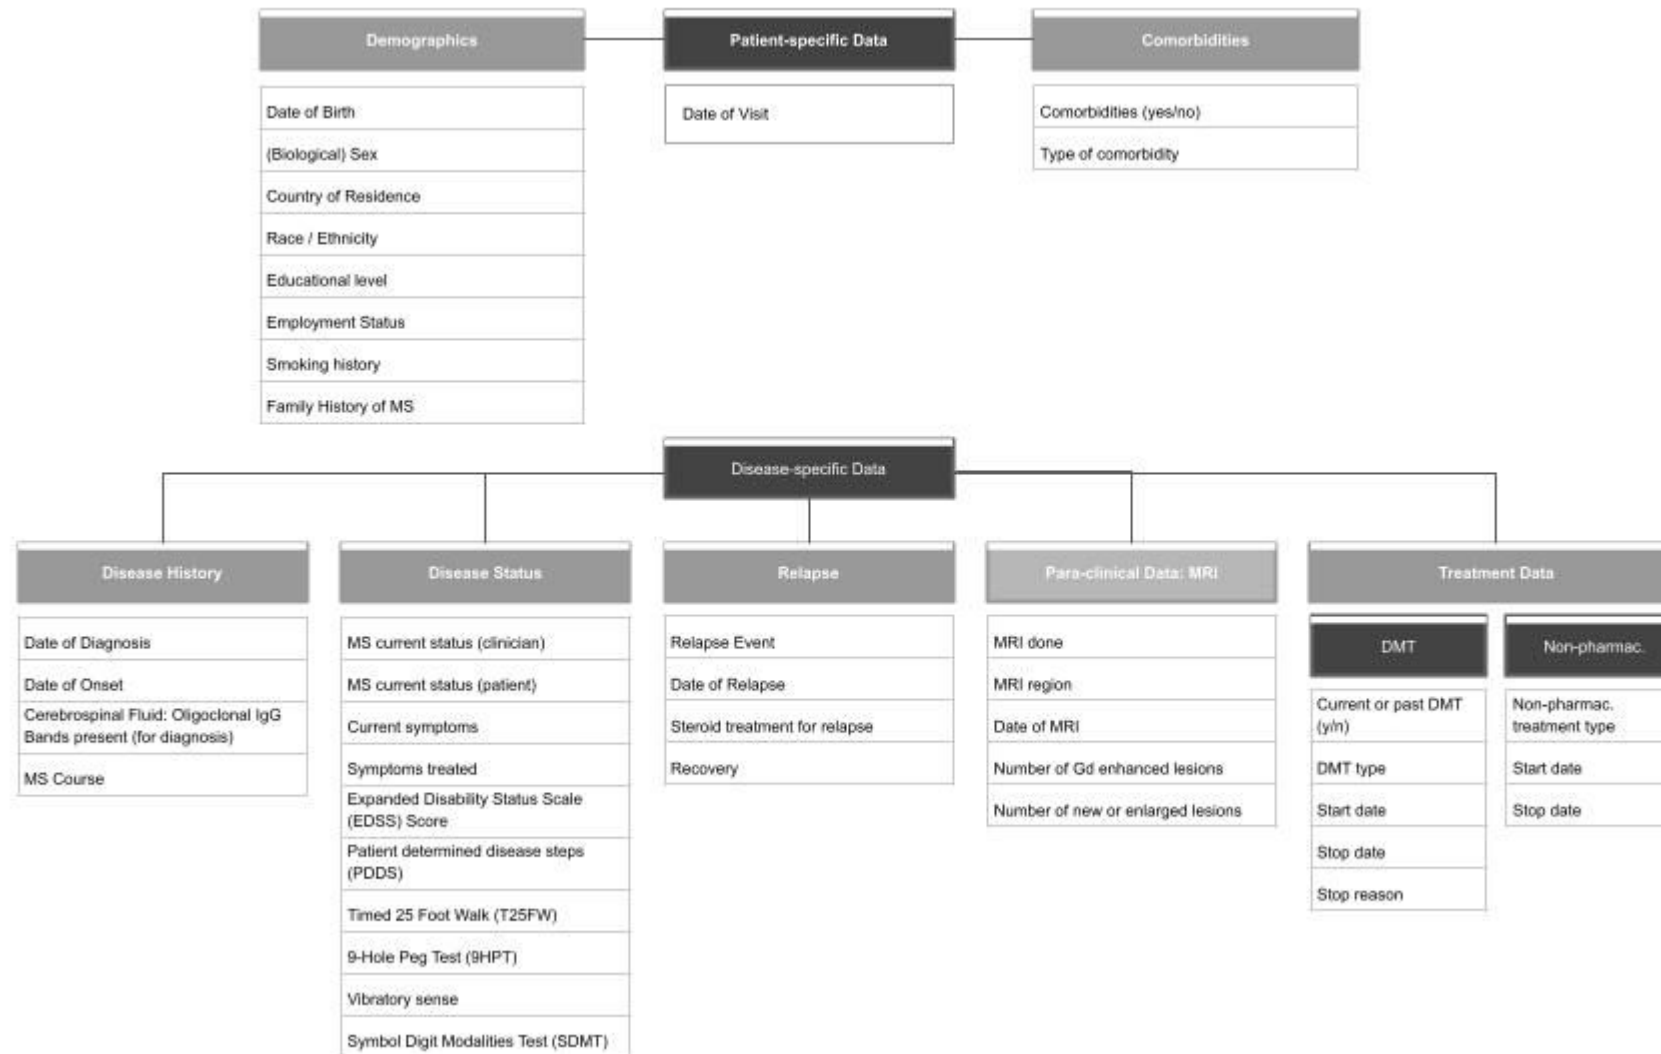 Demographics
Patient-specific Data
Comorbidities
Date of Birth
(Biological) Sex
Country of Residence
Race / Ethnicity
Educational level
Employment Status
Smoking history
Family History of MS
Date of Visit
Comorbidities (yes/no)
Type of comorbidity
Disease-specific Data
Disease History
Date of Diagnosis
Date of Onset
Cerebrospinal Fluid: Oligoclonal IgG
Bands present (for diagnosis)
MS Course
Disease Status
MS current status (clinician)
MS current status (patient)
Current symptoms
Symptoms treated
Expanded Disability Status Scale
(EDSS) Score
Patient determined disease steps
(PDDS)
Timed 25 Foot Walk (T25FW)
9-Hole Peg Test (9HPT)
Vibratory sense
Symbol Digit Modalities Test (SDMT)
Relapse
Relapse Event
Date of Relapse
Steroid treatment for relapse
Recovery
Para-clinical Data: MRI
MRI done
MRI region
Date of MRI
Number of Gd enhanced lesions
Number of new or enlarged lesions
Treatment Data
DMT
Current or past DMT
(y/n)
DMT type
Start date
Stop date
Stop reason
Non-pharmac.
Non-pharmac.
treatment type
Start date
Stop date